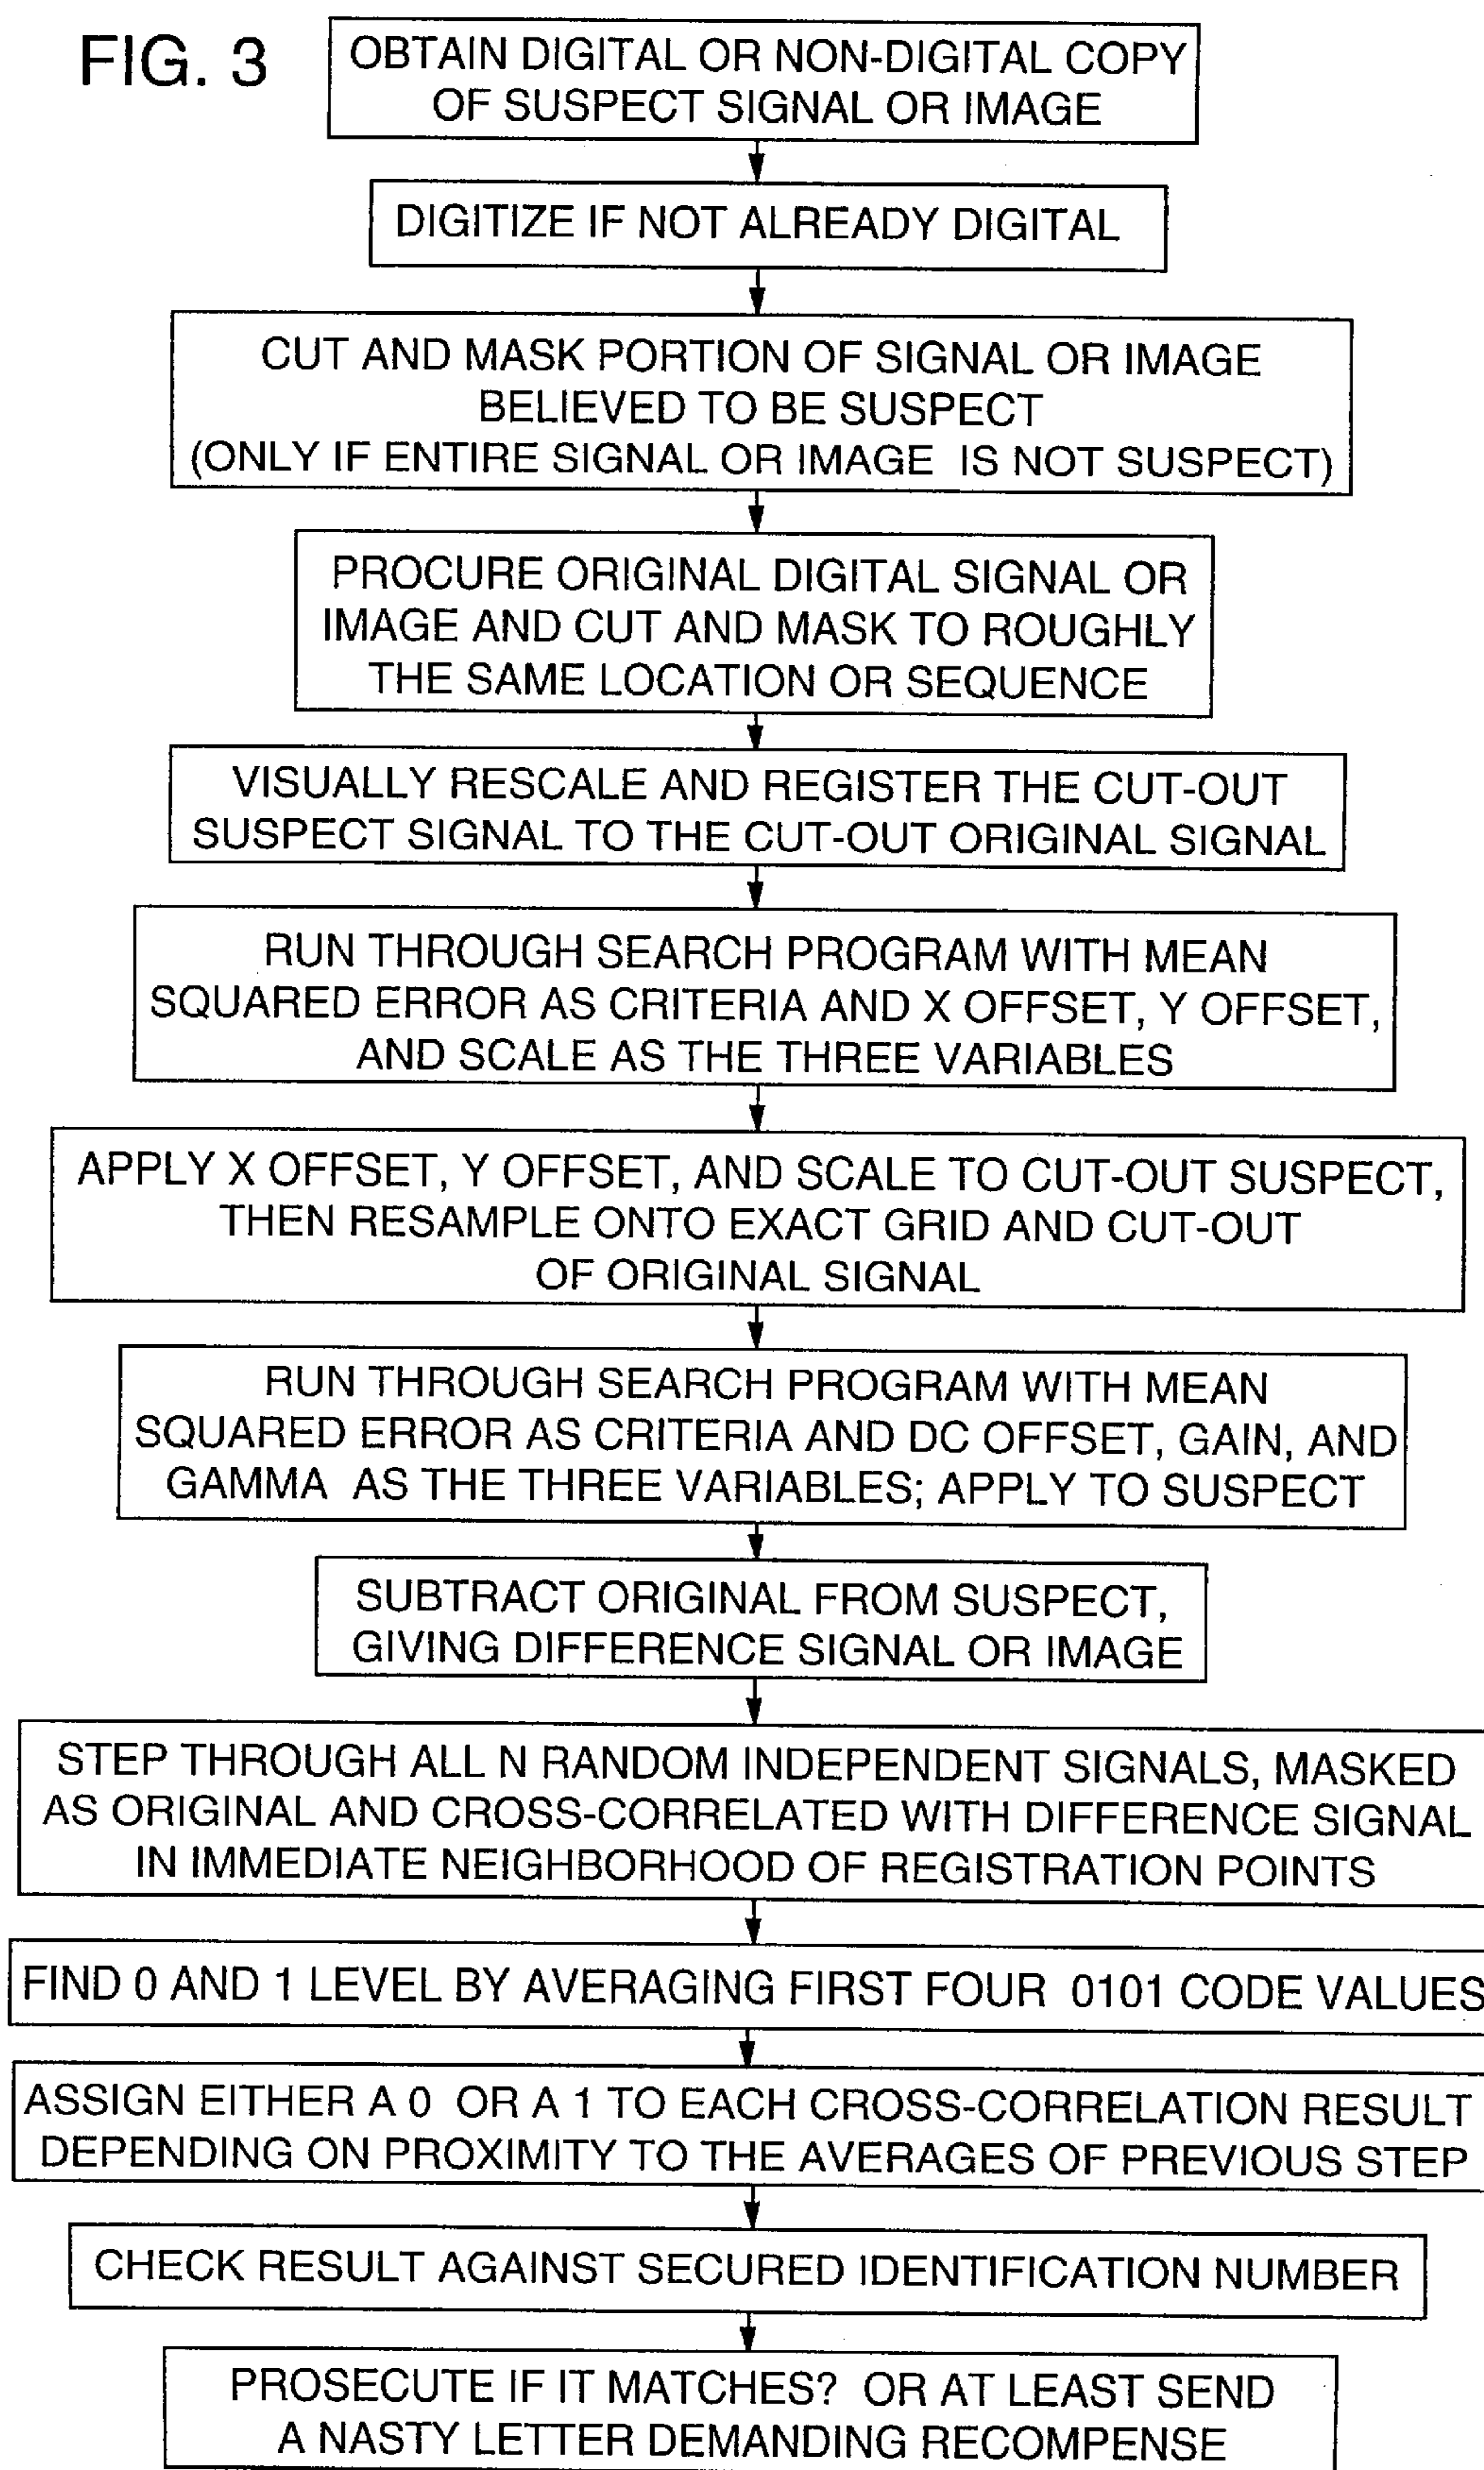 FIG. 3
OBTAIN DIGITAL OR NON-DIGITAL COPY
OF SUSPECT SIGNAL OR IMAGE
DIGITIZE IF NOT ALREADY DIGITAL
CUT AND MASK PORTION OF SIGNAL OR IMAGE
BELIEVED TO BE SUSPECT
(ONLY IF ENTIRE SIGNAL OR IMAGE IS NOT SUSPECT)
PROCURE ORIGINAL DIGITAL SIGNAL OR
IMAGE AND CUT AND MASK TO ROUGHLY
THE SAME LOCATION OR SEQUENCE
VISUALLY RESCALE AND REGISTER THE CUT-OUT
SUSPECT SIGNAL TO THE CUT-OUT ORIGINAL SIGNAL
RUN THROUGH SEARCH PROGRAM WITH MEAN
SQUARED ERROR AS CRITERIA AND X OFFSET, Y OFFSET,
AND SCALE AS THE THREE VARIABLES
APPLY X OFFSET, Y OFFSET, AND SCALE TO CUT-OUT SUSPECT,
THEN RESAMPLE ONTO EXACT GRID AND CUT-OUT
OF ORIGINAL SIGNAL
RUN THROUGH SEARCH PROGRAM WITH MEAN
SQUARED ERROR AS CRITERIA AND DC OFFSET, GAIN, AND
GAMMA AS THE THREE VARIABLES; APPLY TO SUSPECT
SUBTRACT ORIGINAL FROM SUSPECT,
GIVING DIFFERENCE SIGNAL OR IMAGE
STEP THROUGH ALL N RANDOM INDEPENDENT SIGNALS, MASKED
AS ORIGINAL AND CROSS-CORRELATED WITH DIFFERENCE SIGNAL
IN IMMEDIATE NEIGHBORHOOD OF REGISTRATION POINTS
FIND 0 AND 1 LEVEL BY AVERAGING FIRST FOUR 0101 CODE VALUES
ASSIGN EITHER A 0 OR A 1 TO EACH CROSS-CORRELATION RESULT
DEPENDING ON PROXIMITY TO THE AVERAGES OF PREVIOUS STEP
CHECK RESULT AGAINST SECURED IDENTIFICATION NUMBER
PROSECUTE IF IT MATCHES? OR AT LEAST SEND
A NASTY LETTER DEMANDING RECOMPENSE